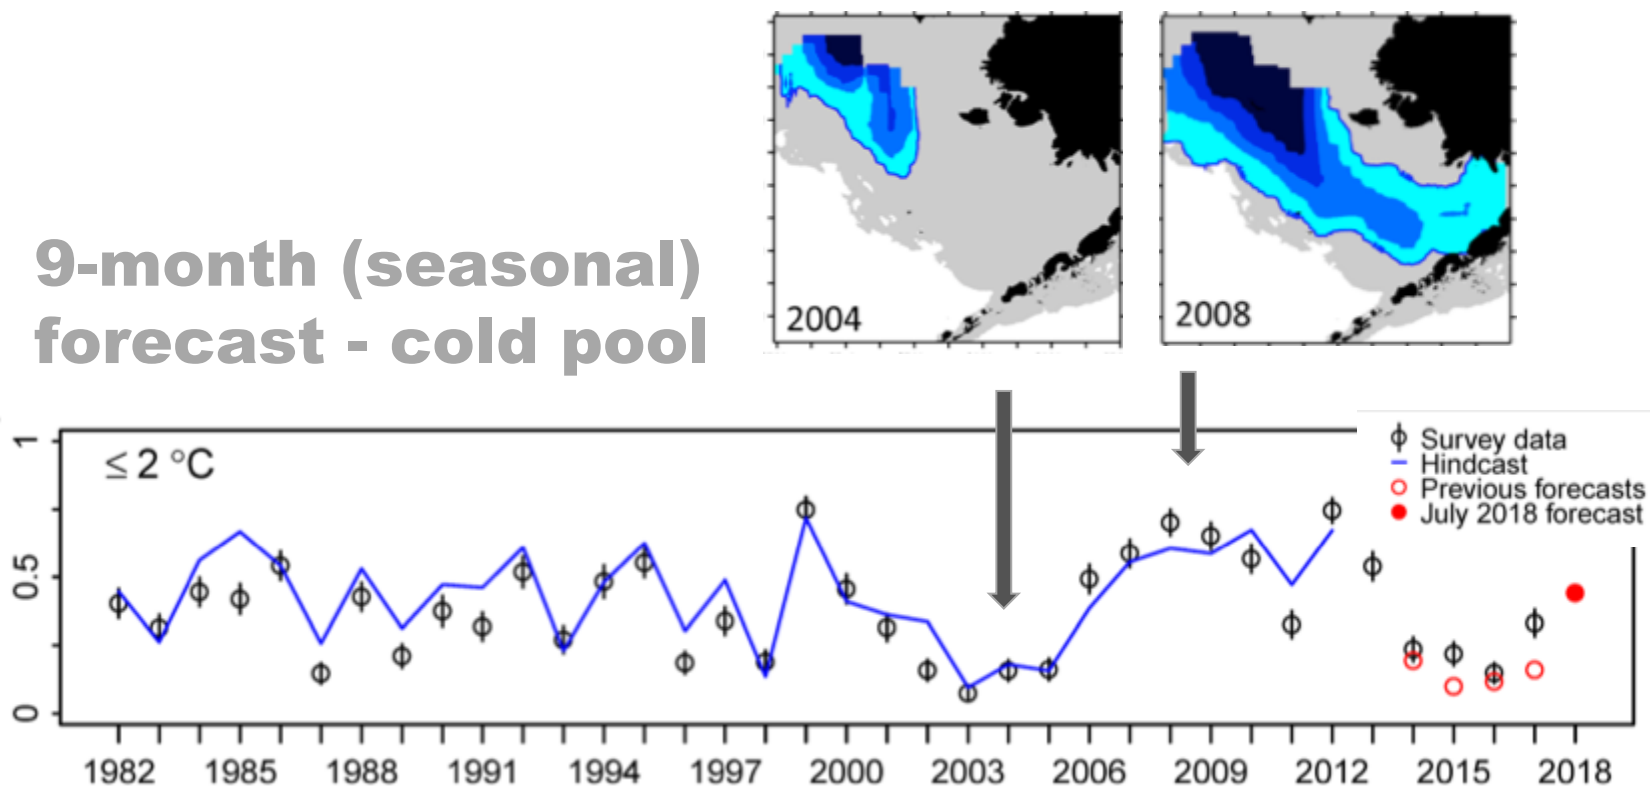 2004
2008
9-month (seasonal)
forecast - cold pool
≤ 2 °C
Survey data
Hindcast
Previous forecasts
July 2018 forecast
1
0.5
0
1982 1985 1988 1991 1994 1997 2000 2003 2006 2009 2012 2015 2018